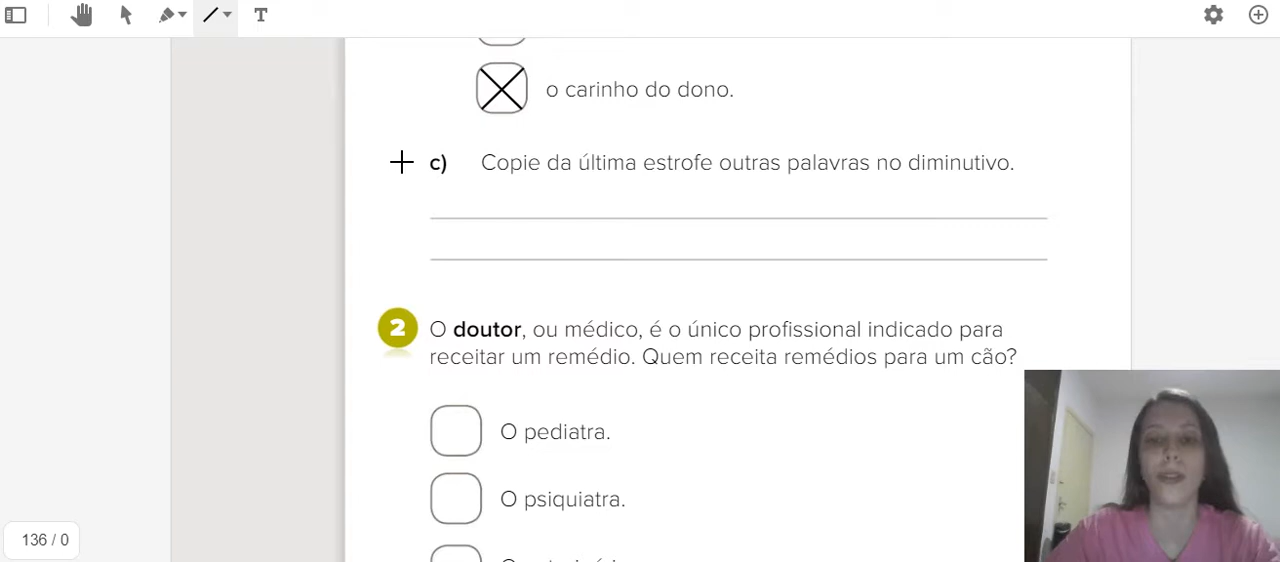 T
o carinho do dono.
c) Copie da última estrofe outras palavras no diminutivo.
2 O doutor, ou médico, é o único profissional indicado para
receitar um remédio. Quem receita remédios para um cão?
O pediatra.
O psiquiatra.
136 / 0